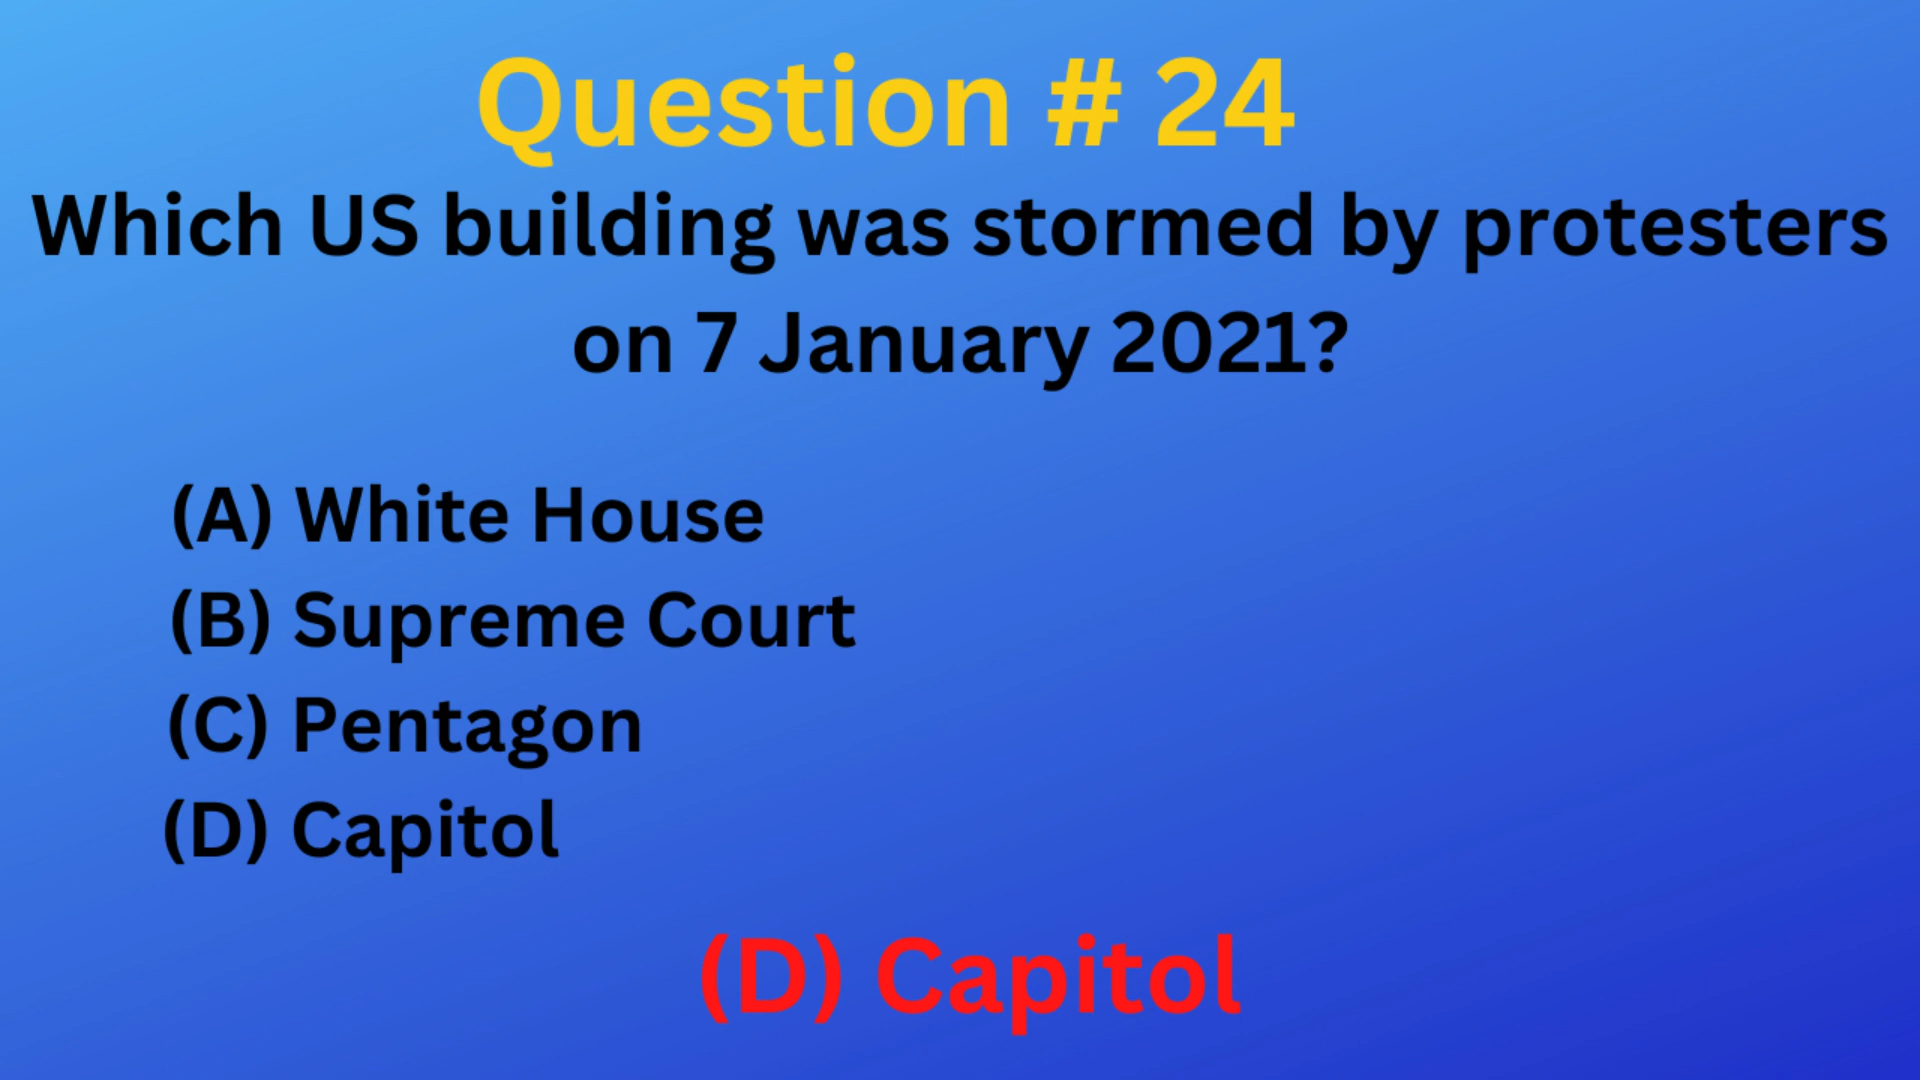 Question # 24
Which US building was stormed by protesters
on 7 January 2021?
(A) White House
(B) Supreme Court
(C) Pentagon
(D) Capitol
(D) Capitol